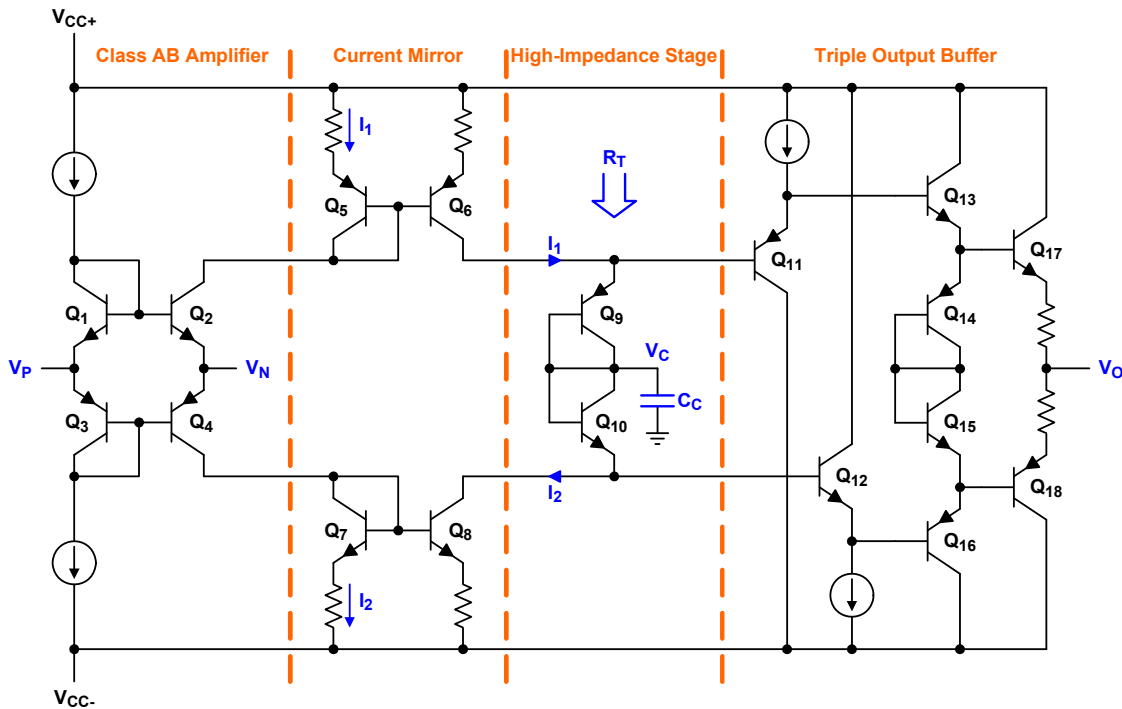 VCC+
Class AB Amplifier
Current Mirror
High-Impedance Stage
Triple Output Buffer
I1
RT
Q5
Q6
Q13
I1
Q11
Q17
Q1
Q2
Q9
Q14
VP
VN
VC
VO
Q3
Q4
Q10
CC
Q15
I2
Q12
Q18
Q7
Q8
Q16
I2
VCC-